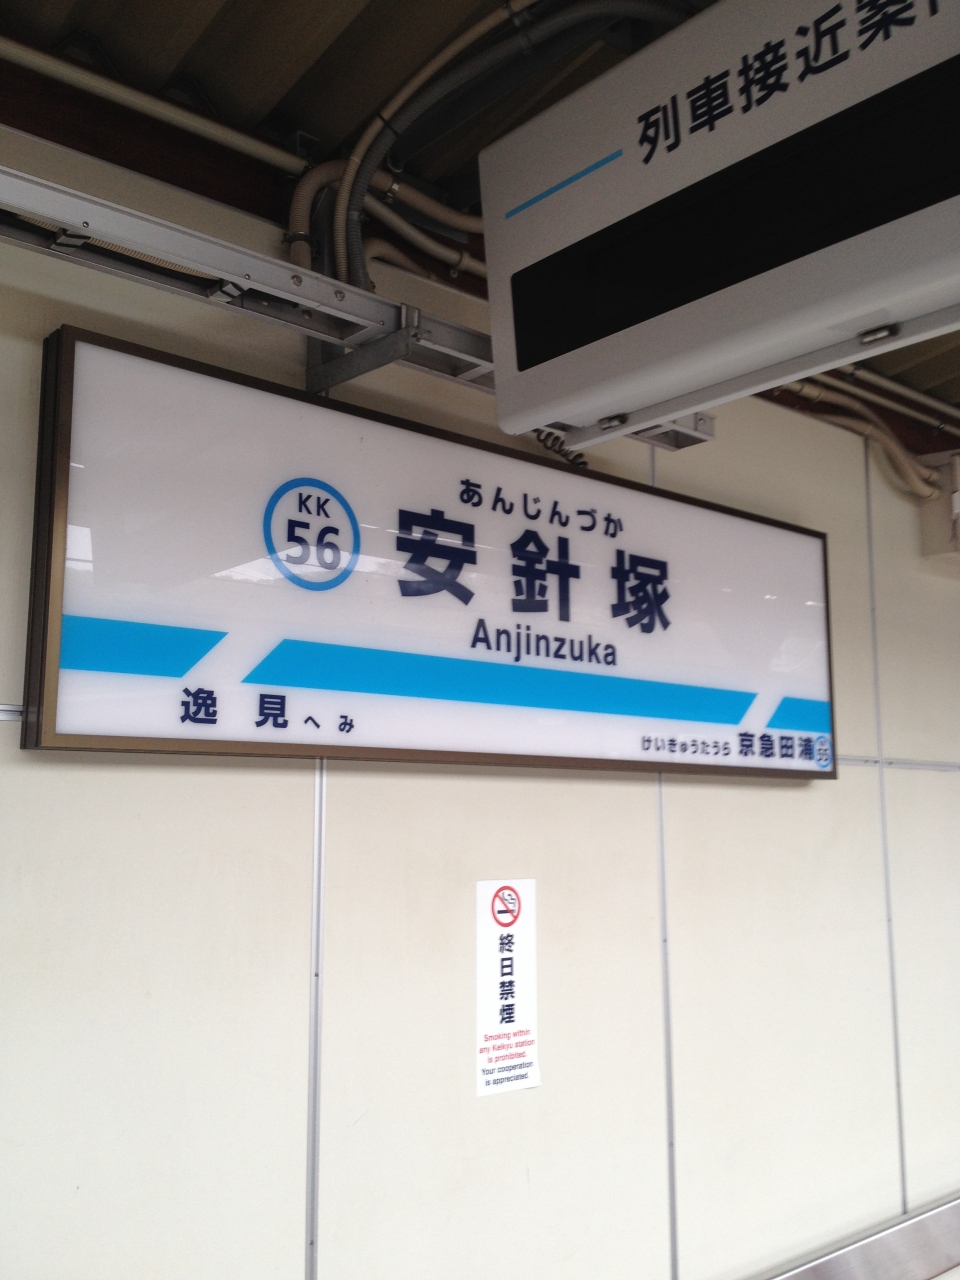 列車接近案内
KK
56
あんじんづか
安針塚
Anjinzuka
逸見 へみ
けいきゅうたうら 京急田浦
55
終日禁煙
Smoking within
any Keikyu station
is prohibited.
Your cooperation
is appreciated.